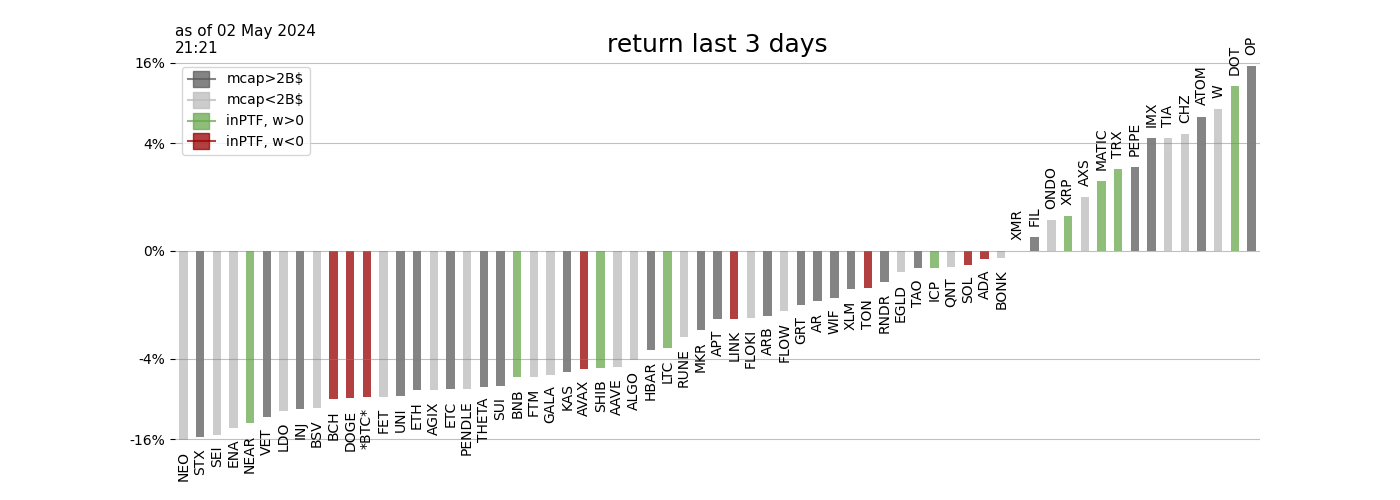 as of 02 May 2024
21:21
return last 3 days
16%
4%
0%
-4%
-16%
mcap>2B$
mcap<2B$
inPTF, w>0
inPTF, w<0
NEO
STX
SEI
ENA
NEAR
VET
LDO
INJ
BSV
BCH
DOGE
*BTC*
FET
UNI
ETH
AGIX
ETC
PENDLE
THETA
SUI
BNB
FTM
GALA
KAS
AVAX
SHIB
AAVE
ALGO
HBAR
LTC
RUNE
MKR
APT
LINK
FLOKI
ARB
FLOW
GRT
AR
WIF
XLM
TON
RNDR
EGLD
TAO
ICP
QNT
SOL
ADA
BONK
XMR
FIL
ONDO
XRP
AXS
MATIC
TRX
PEPE
IMX
TIA
CHZ
ATOM
W
DOT
OP